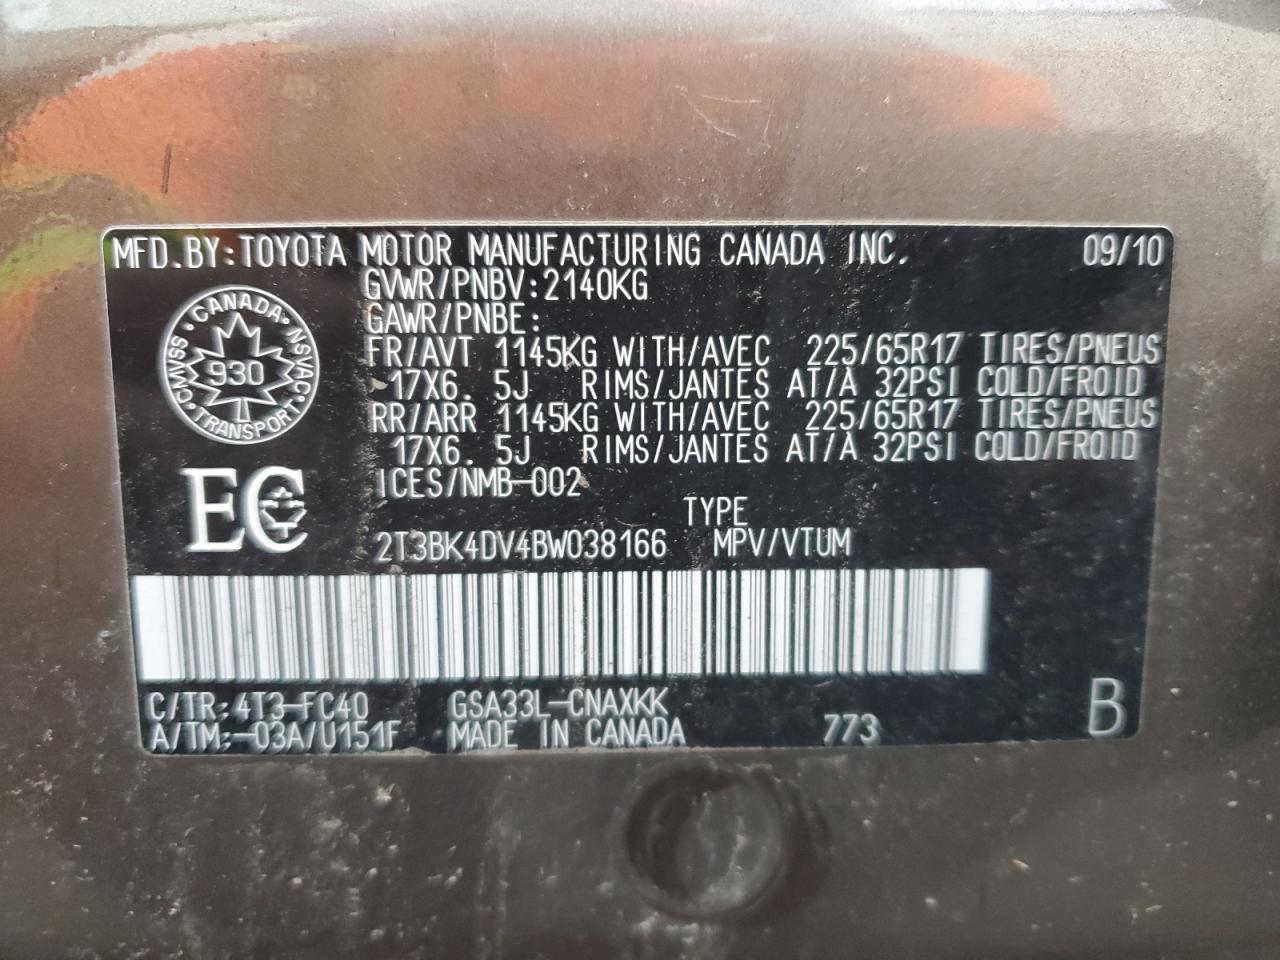 MFD.BY:TOYOTA MOTOR MANUFACTURING CANADA INC. 09/10
GVWR/PNBV:2140KG
GAWR/PNBE:
FR/AVT 1145KG WITH/AVEC 225/65R17 TIRES/PNEUS
17X6. 5J RIMS/JANTES AT/À 32PSI COLD/FROID
RR/ARR 1145KG WITH/AVEC 225/65R17 TIRES/PNEUS
17X6. 5J RIMS/JANTES AT/À 32PSI COLD/FROID
CANADA · NSVAC · TRANSPORT · CMVSS ·
930
ICES/NMB-002
EC
TYPE
2T3BK4DV4BW038166 MPV/VTUM
C/TR:4T3-FC40 GSA33L-CNAXKK
A/TM:-03A/U151F MADE IN CANADA 773
B